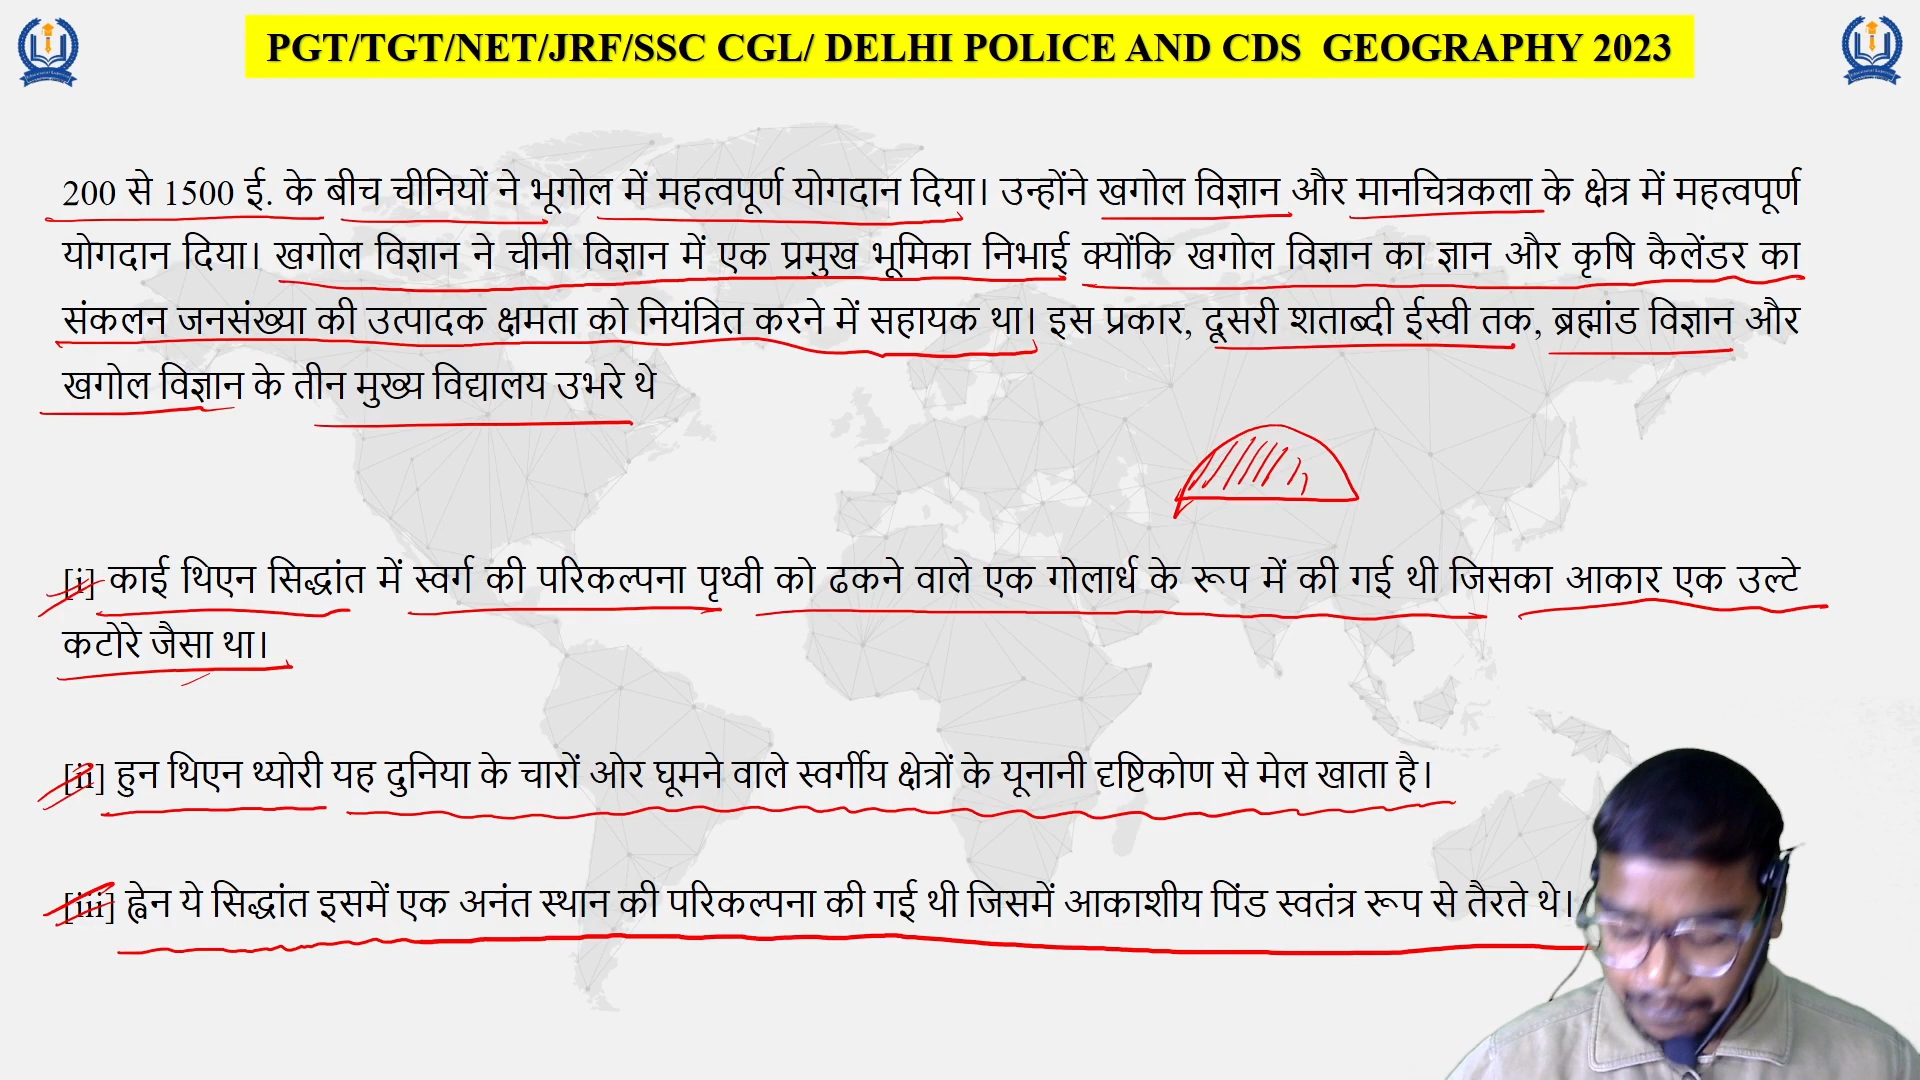 PGT/TGT/NET/JRF/SSC CGL/ DELHI POLICE AND CDS GEOGRAPHY 2023
200 से 1500 ई. के बीच चीनियों ने भूगोल में महत्वपूर्ण योगदान दिया। उन्होंने खगोल विज्ञान और मानचित्रकला के क्षेत्र में महत्वपूर्ण
योगदान दिया। खगोल विज्ञान ने चीनी विज्ञान में एक प्रमुख भूमिका निभाई क्योंकि खगोल विज्ञान का ज्ञान और कृषि कैलेंडर का
संकलन जनसंख्या की उत्पादक क्षमता को नियंत्रित करने में सहायक था। इस प्रकार, दूसरी शताब्दी ईस्वी तक, ब्रह्मांड विज्ञान और
खगोल विज्ञान के तीन मुख्य विद्यालय उभरे थे
[i] काई थिएन सिद्धांत में स्वर्ग की परिकल्पना पृथ्वी को ढकने वाले एक गोलार्ध के रूप में की गई थी जिसका आकार एक उल्टे
कटोरे जैसा था।
[ii] हुन थिएन थ्योरी यह दुनिया के चारों ओर घूमने वाले स्वर्गीय क्षेत्रों के यूनानी दृष्टिकोण से मेल खाता है।
[iii] ह्वेन ये सिद्धांत इसमें एक अनंत स्थान की परिकल्पना की गई थी जिसमें आकाशीय पिंड स्वतंत्र रूप से तैरते थे।